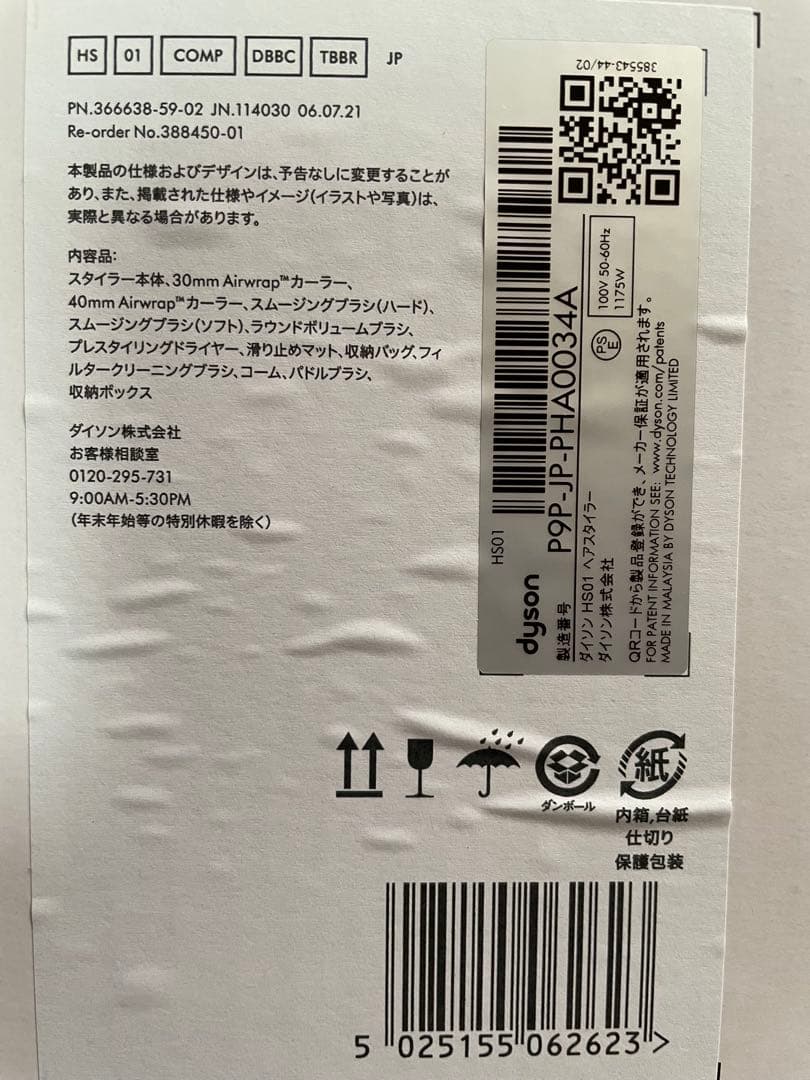 HS 01 COMP DBBC TBBR JP
PN.366638-59-02 JN.114030 06.07.21
Re-order No.388450-01
本製品の仕様およびデザインは、予告なしに変更することが
あり、また、掲載された仕様やイメージ(イラストや写真)は、
実際と異なる場合があります。
内容品:
スタイラー本体、30mm Airwrap™カーラー、
40mm Airwrap™カーラー、スムージングブラシ(ハード)、
スムージングブラシ(ソフト)、ラウンドボリュームブラシ、
プレスタイリングドライヤー、滑り止めマット、収納バッグ、フィ
ルタークリーニングブラシ、コーム、パドルブラシ、
収納ボックス
ダイソン株式会社
お客様相談室
0120-295-731
9:00AM-5:30PM
(年末年始等の特別休暇を除く)
385543-44/02
HS01
dyson
製造番号 P9P-JP-PHA0034A
ダイソン HS01 ヘアスタイラー
ダイソン株式会社
PS
E
100V 50-60Hz
1175W
QRコードから製品登録ができ、メーカー保証が適用されます。
FOR PATENT INFORMATION SEE: www.dyson.com/patents
MADE IN MALAYSIA BY DYSON TECHNOLOGY LIMITED
紙
ダンボール
内箱,台紙
仕切り
保護包装
5 025155 062623 >